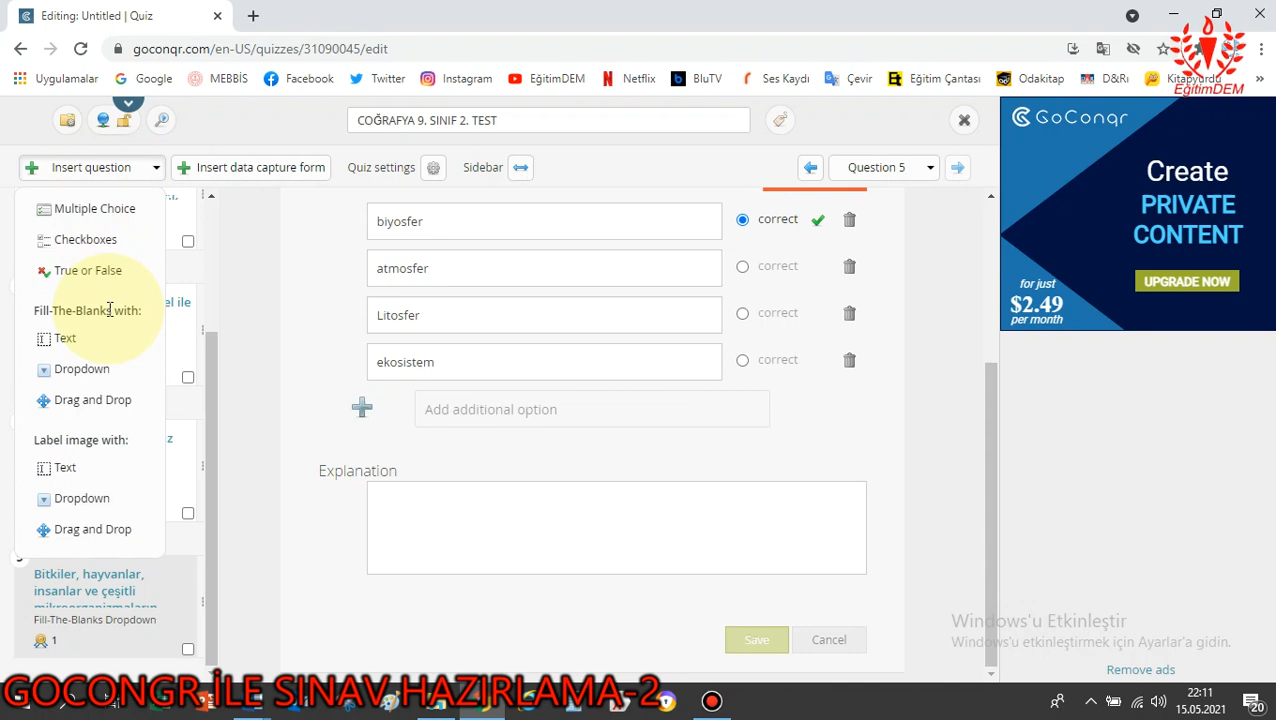 Editing: Untitled | Quiz
goconqr.com/en-US/quizzes/31090045/edit
Uygulamalar Google MEBBİS Facebook Twitter Instagram EğitimDEM Netflix BluTV Ses Kaydı Çevir Eğitim Çantası Odakitap D&Rı Kitapyurdu »
EğitimDEM
COĞRAFYA 9. SINIF 2. TEST
Insert question Insert data capture form Quiz settings Sidebar Question 5
Multiple Choice
Checkboxes
True or False
Fill-The-Blanks with:
Text
Dropdown
Drag and Drop
Label image with:
Text
Dropdown
Drag and Drop
el ile
z
5
Bitkiler, hayvanlar,
insanlar ve çeşitli
mikroorganizmaların
Fill-The-Blanks Dropdown
1
biyosfer correct
atmosfer correct
Litosfer correct
ekosistem correct
Add additional option
Explanation
Save Cancel
GoConqr
Create
PRIVATE
CONTENT
for just
$2.49
per month
UPGRADE NOW
Windows'u Etkinleştir
Windows'u etkinleştirmek için Ayarlar'a gidin.
Remove ads
GOCONGR İLE SINAV HAZIRLAMA-2
22:11
15.05.2021
20